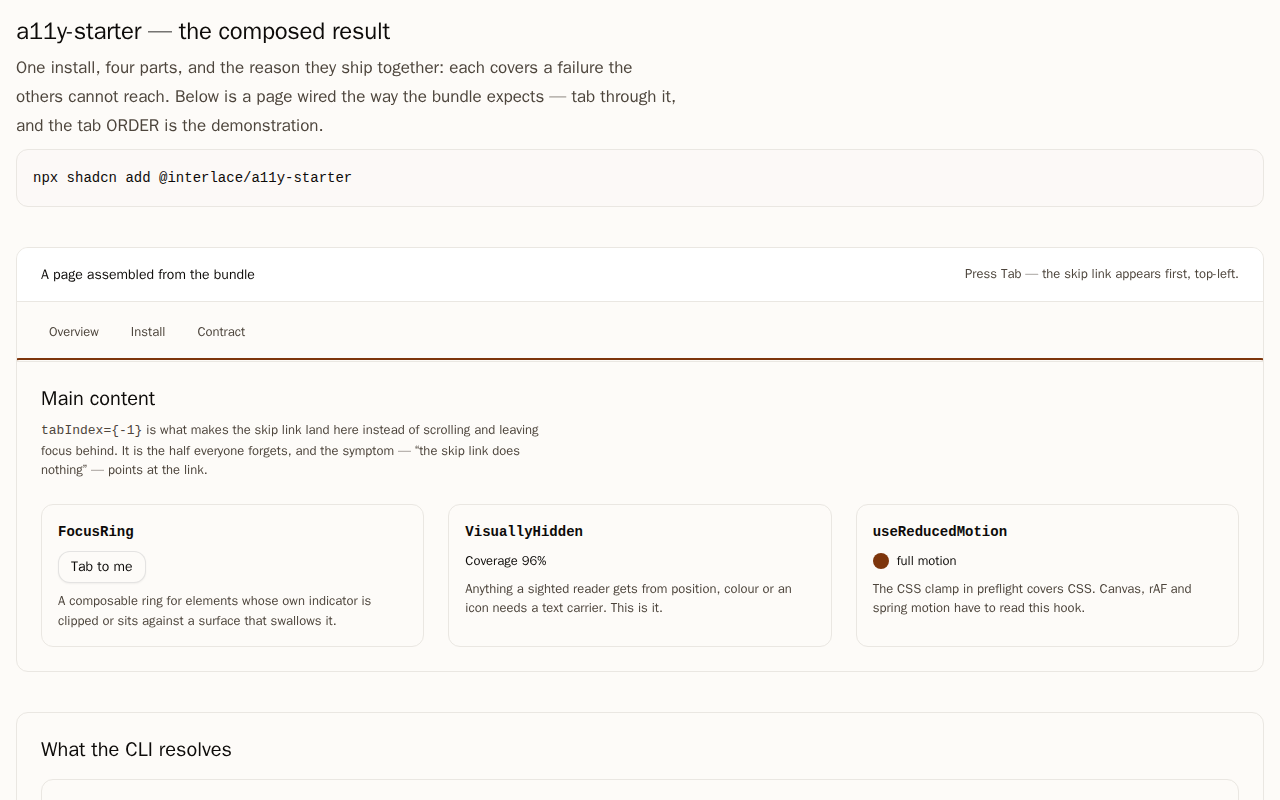 a11y-starter — the composed result
One install, four parts, and the reason they ship together: each covers a failure the
others cannot reach. Below is a page wired the way the bundle expects — tab through it,
and the tab ORDER is the demonstration.
npx shadcn add @interlace/a11y-starter
A page assembled from the bundle
Press Tab — the skip link appears first, top-left.
Overview
Install
Contract
Main content
tabIndex={-1} is what makes the skip link land here instead of scrolling and leaving
focus behind. It is the half everyone forgets, and the symptom — “the skip link does
nothing” — points at the link.
FocusRing
Tab to me
A composable ring for elements whose own indicator is
clipped or sits against a surface that swallows it.
VisuallyHidden
Coverage 96%
Anything a sighted reader gets from position, colour or an
icon needs a text carrier. This is it.
useReducedMotion
full motion
The CSS clamp in preflight covers CSS. Canvas, rAF and
spring motion have to read this hook.
What the CLI resolves